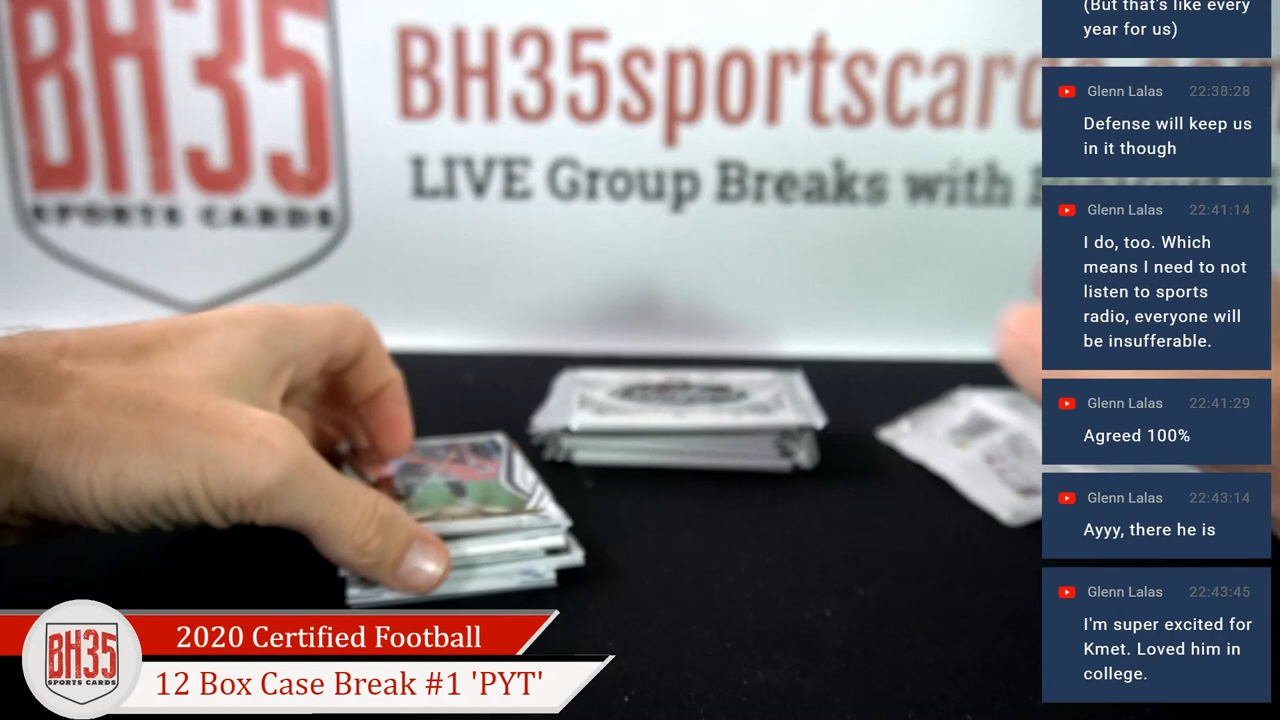 BH35
SPORTS CARDS
BH35sportscard
LIVE Group Breaks with
(But that's like every
year for us)
Glenn Lalas 22:38:28
Defense will keep us
in it though
Glenn Lalas 22:41:14
I do, too. Which
means I need to not
listen to sports
radio, everyone will
be insufferable.
Glenn Lalas 22:41:29
Agreed 100%
Glenn Lalas 22:43:14
Ayyy, there he is
Glenn Lalas 22:43:45
I'm super excited for
Kmet. Loved him in
college.
BH35
SPORTS CARDS
2020 Certified Football
12 Box Case Break #1 'PYT'